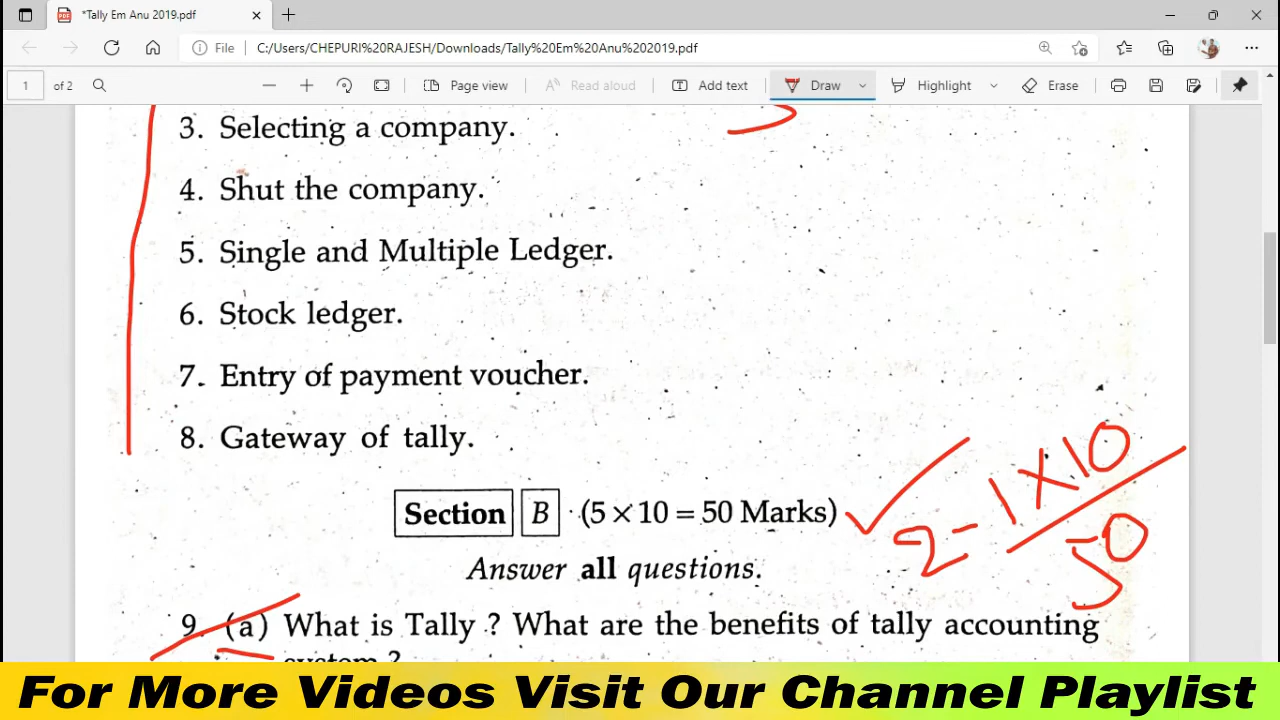 *Tally Em Anu 2019.pdf
File C:/Users/CHEPURI%20RAJESH/Downloads/Tally%20Em%20Anu%202019.pdf
1 of 2 Page view Read aloud Add text Draw Highlight Erase
3. Selecting a company.
4. Shut the company.
5. Single and Multiple Ledger.
6. Stock ledger.
7. Entry of payment voucher.
8. Gateway of tally.
Section B (5 × 10 = 50 Marks)
2 - 1 X 10
50
Answer all questions.
9. (a) What is Tally ? What are the benefits of tally accounting
system ?
For More Videos Visit Our Channel Playlist